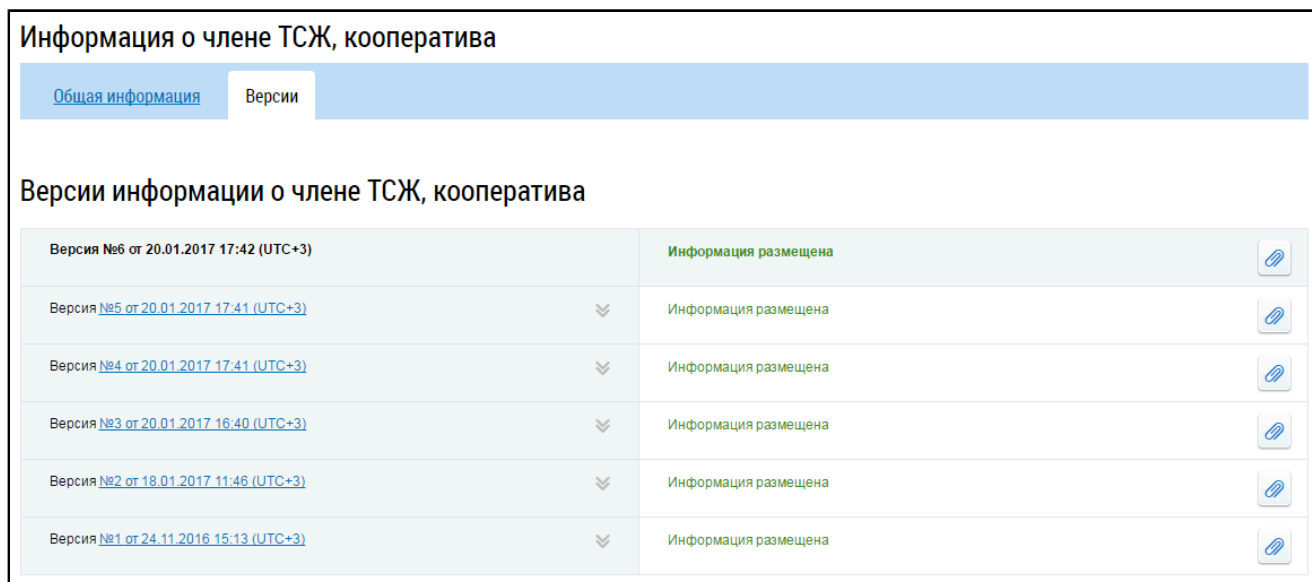 Информация о члене ТСЖ, кооператива
Общая информация Версии
Версии информации о члене ТСЖ, кооператива
Версия №6 от 20.01.2017 17:42 (UTC+3) Информация размещена
Версия №5 от 20.01.2017 17:41 (UTC+3) Информация размещена
Версия №4 от 20.01.2017 17:41 (UTC+3) Информация размещена
Версия №3 от 20.01.2017 16:40 (UTC+3) Информация размещена
Версия №2 от 18.01.2017 11:46 (UTC+3) Информация размещена
Версия №1 от 24.11.2016 15:13 (UTC+3) Информация размещена